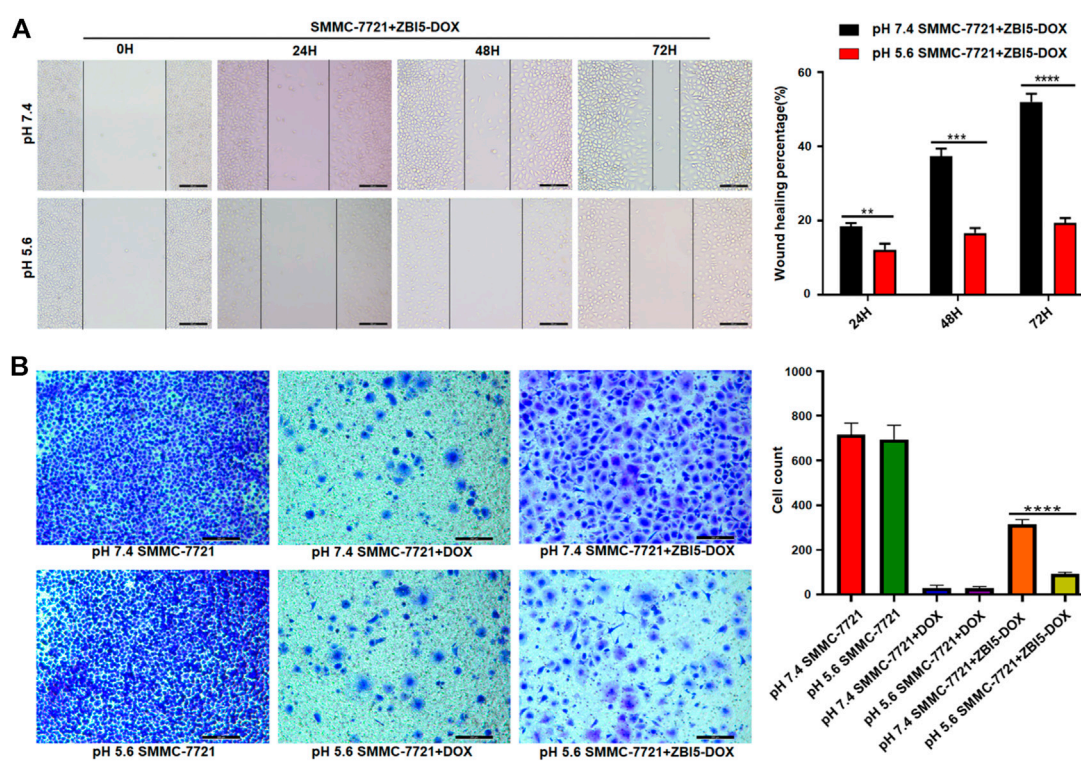 A
SMMC-7721+ZBI5-DOX
0H 24H 48H 72H
pH 7.4
pH 5.6
pH 7.4 SMMC-7721+ZBI5-DOX
pH 5.6 SMMC-7721+ZBI5-DOX
Wound healing percentage(%)
60
40
20
0
**
***
****
24H 48H 72H
B
pH 7.4 SMMC-7721 pH 7.4 SMMC-7721+DOX pH 7.4 SMMC-7721+ZBI5-DOX
pH 5.6 SMMC-7721 pH 5.6 SMMC-7721+DOX pH 5.6 SMMC-7721+ZBI5-DOX
Cell count
1000
800
600
400
200
0
****
pH 7.4 SMMC-7721
pH 5.6 SMMC-7721
pH 7.4 SMMC-7721+DOX
pH 5.6 SMMC-7721+DOX
pH 7.4 SMMC-7721+ZBI5-DOX
pH 5.6 SMMC-7721+ZBI5-DOX